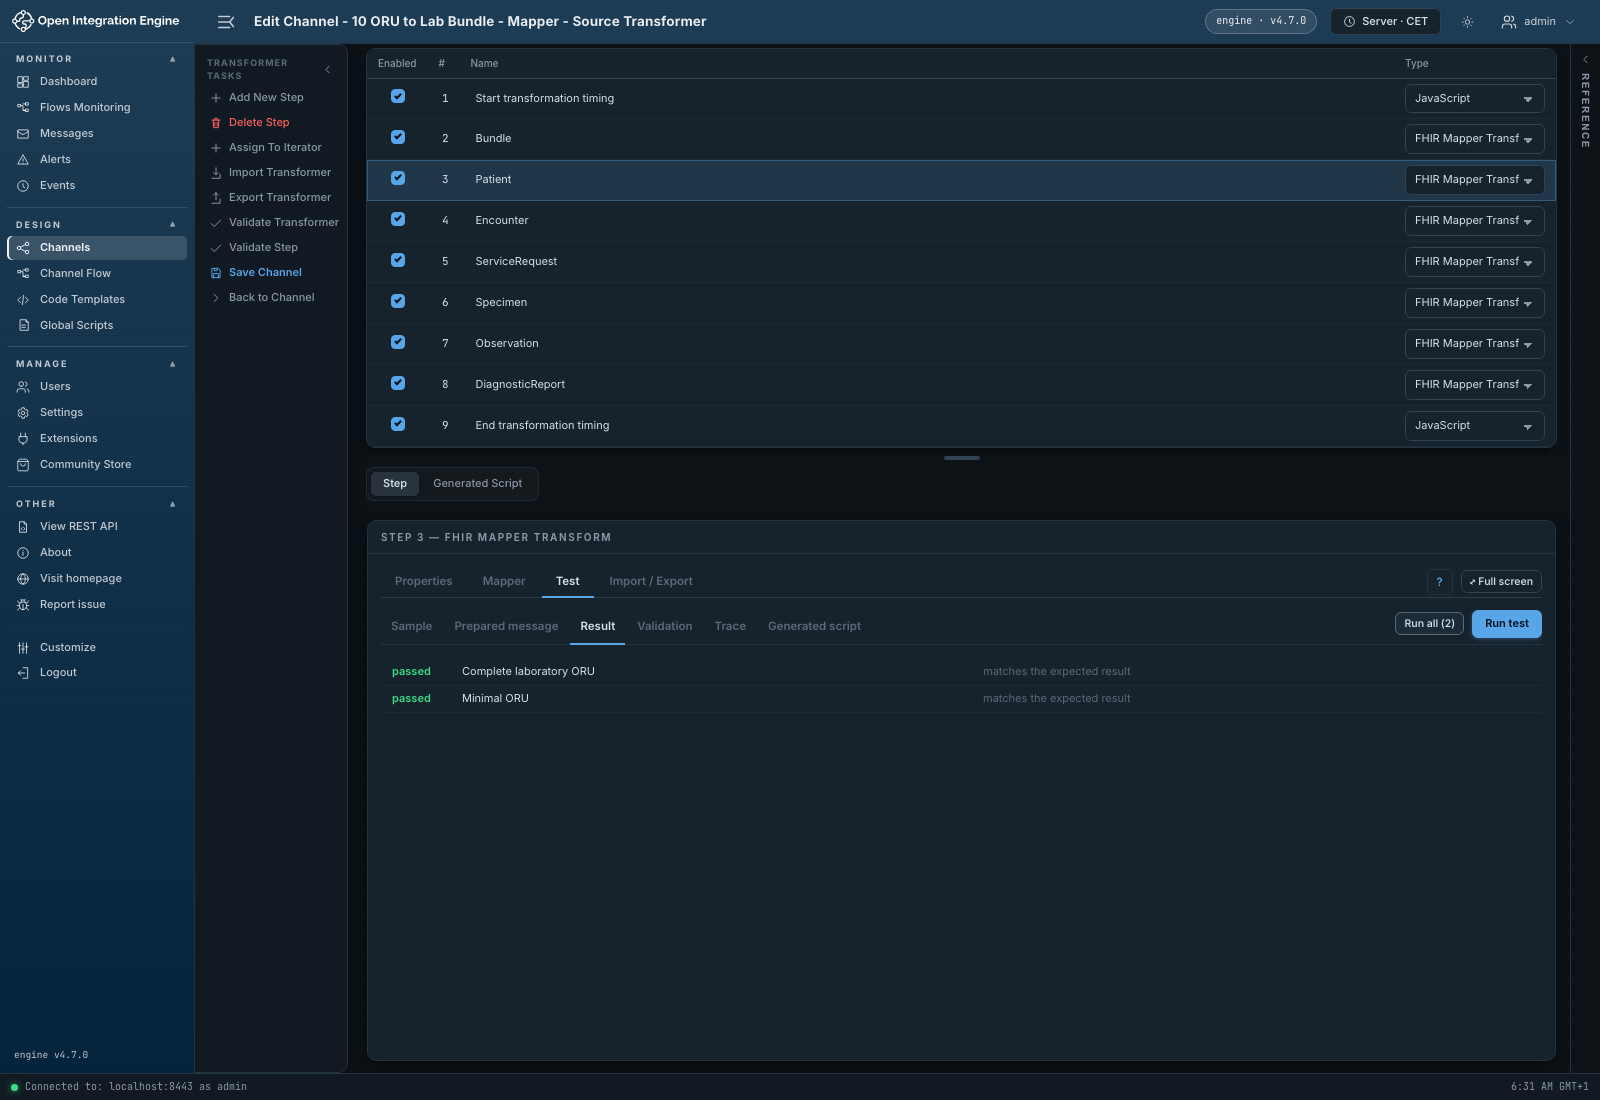 Open Integration Engine
Edit Channel - 10 ORU to Lab Bundle - Mapper - Source Transformer
engine · v4.7.0
Server · CET
admin
MONITOR
Dashboard
Flows Monitoring
Messages
Alerts
Events
DESIGN
Channels
Channel Flow
Code Templates
Global Scripts
MANAGE
Users
Settings
Extensions
Community Store
OTHER
View REST API
About
Visit homepage
Report issue
Customize
Logout
engine v4.7.0
TRANSFORMER
TASKS
Add New Step
Delete Step
Assign To Iterator
Import Transformer
Export Transformer
Validate Transformer
Validate Step
Save Channel
Back to Channel
Enabled # Name Type
1 Start transformation timing JavaScript
2 Bundle FHIR Mapper Transf
3 Patient FHIR Mapper Transf
4 Encounter FHIR Mapper Transf
5 ServiceRequest FHIR Mapper Transf
6 Specimen FHIR Mapper Transf
7 Observation FHIR Mapper Transf
8 DiagnosticReport FHIR Mapper Transf
9 End transformation timing JavaScript
REFERENCE
Step Generated Script
STEP 3 — FHIR MAPPER TRANSFORM
Properties Mapper Test Import / Export ? Full screen
Sample Prepared message Result Validation Trace Generated script Run all (2) Run test
passed Complete laboratory ORU matches the expected result
passed Minimal ORU matches the expected result
Connected to: localhost:8443 as admin
6:31 AM GMT+1